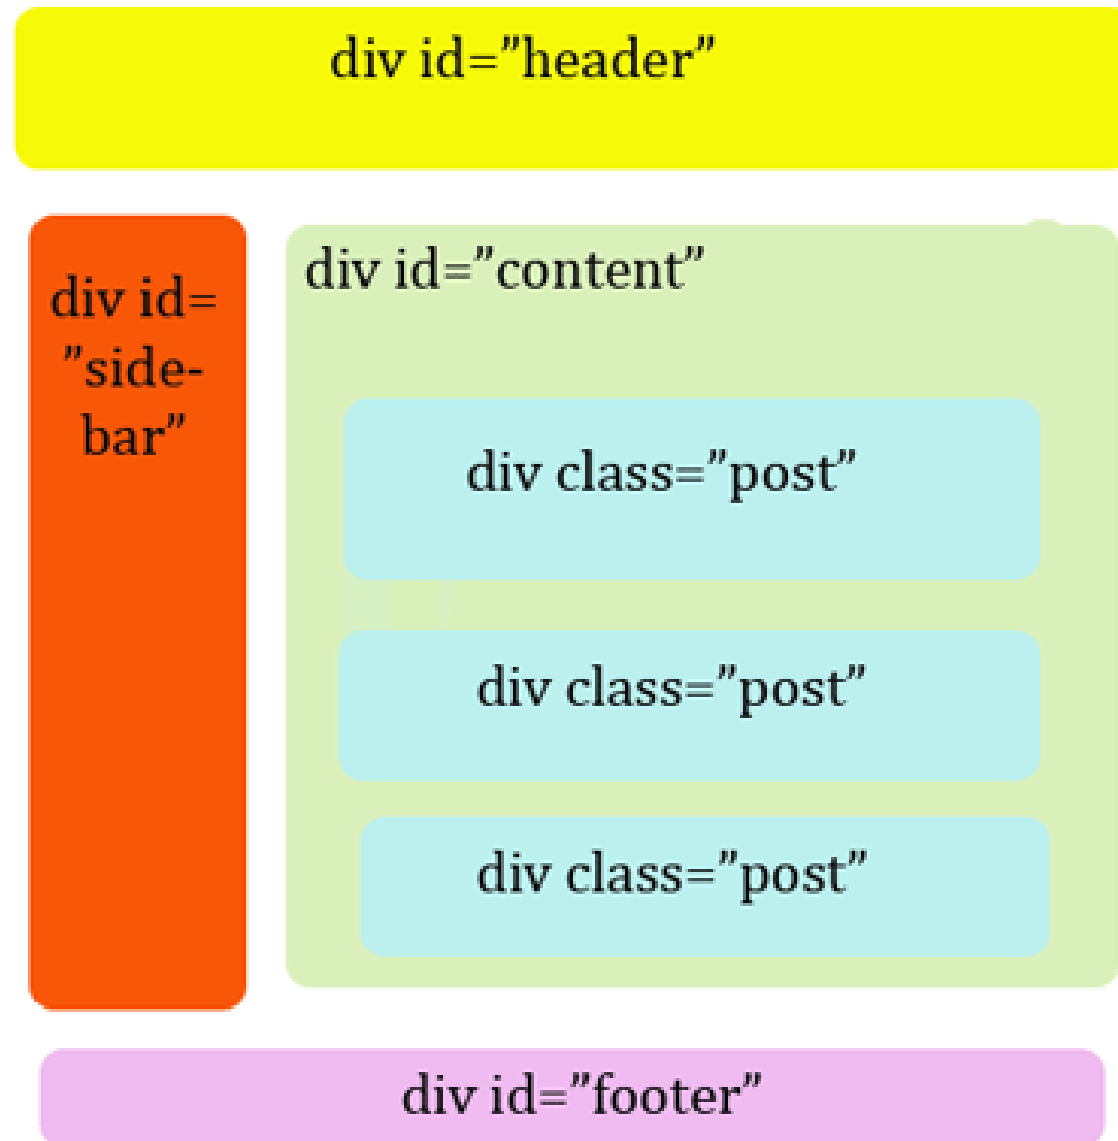 div id=”header”
div id=
”side-
bar”
div id=”content”
div class=”post”
div class=”post”
div class=”post”
div id=”footer”